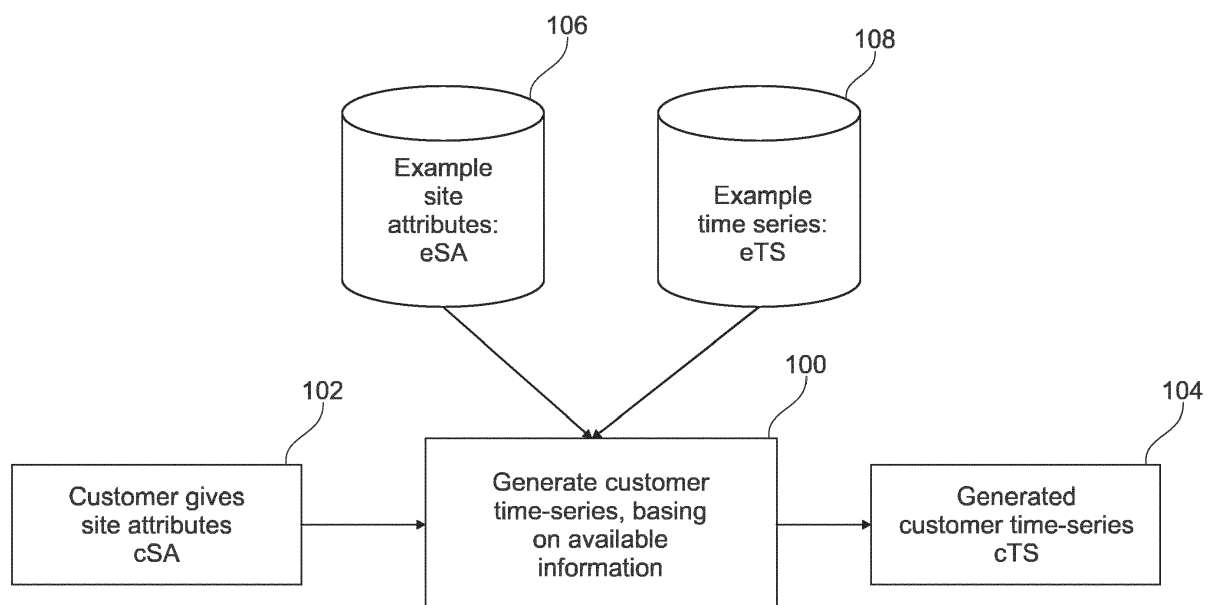 106
108
Example
site
attributes:
eSA
Example
time series:
eTS
102
100
104
Customer gives
site attributes
cSA
Generate customer
time-series, basing
on available
information
Generated
customer time-series
cTS